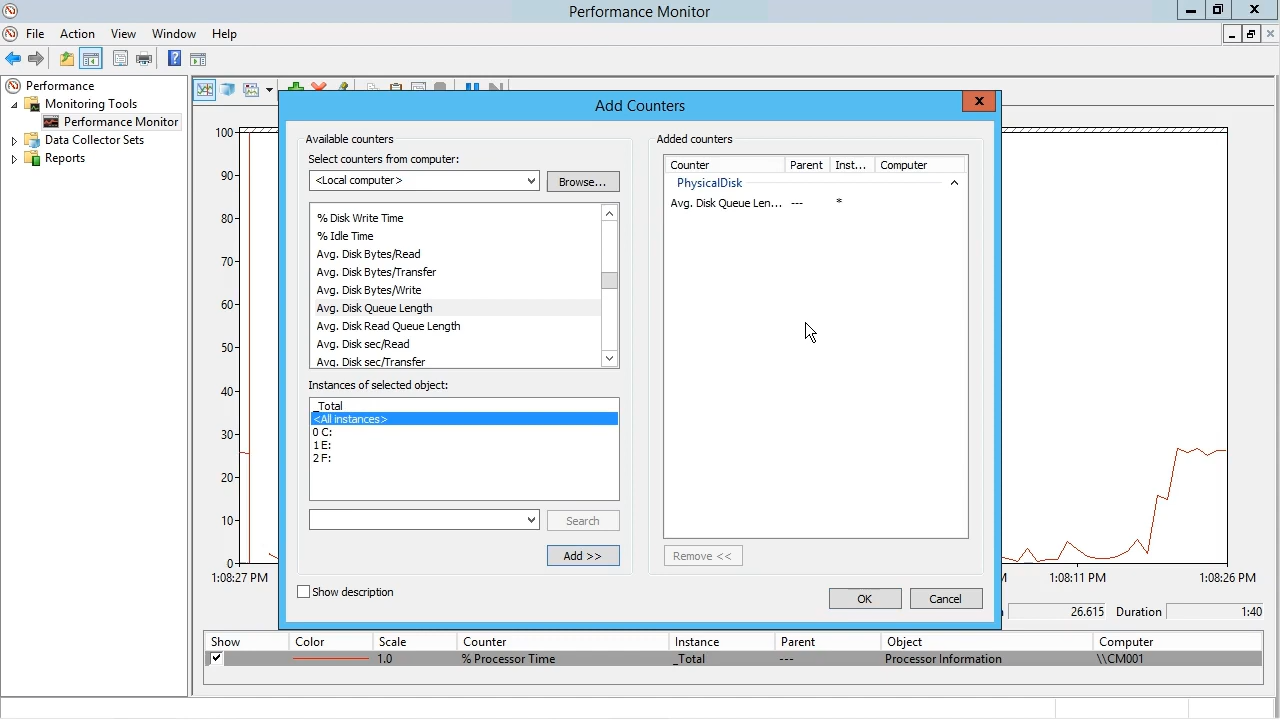 Performance Monitor
File Action View Window Help
Performance
Monitoring Tools
Performance Monitor
Data Collector Sets
Reports
100
90
80
70
60
50
40
30
20
10
0
1:08:27 PM
M
1:08:11 PM
1:08:26 PM
26.615 Duration 1:40
Add Counters
Available counters
Select counters from computer:
<Local computer>
Browse...
% Disk Write Time
% Idle Time
Avg. Disk Bytes/Read
Avg. Disk Bytes/Transfer
Avg. Disk Bytes/Write
Avg. Disk Queue Length
Avg. Disk Read Queue Length
Avg. Disk sec/Read
Avg. Disk sec/Transfer
Instances of selected object:
_Total
<All instances>
0 C:
1 E:
2 F:
Search
Add >>
Show description
Added counters
Counter Parent Inst... Computer
PhysicalDisk
Avg. Disk Queue Len... --- *
Remove <<
OK
Cancel
Show Color Scale Counter Instance Parent Object Computer
1.0 % Processor Time _Total --- Processor Information \\CM001